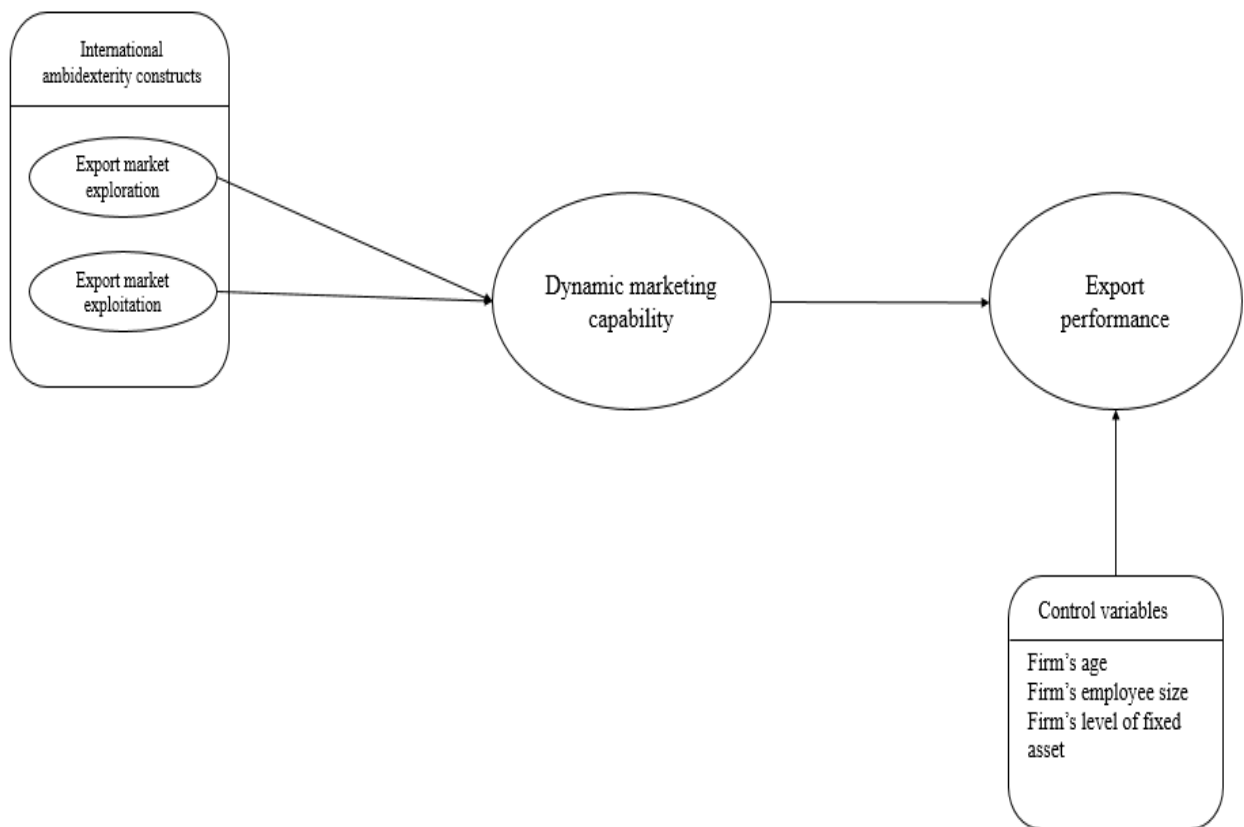 International
ambidexterity constructs
Export market
exploration
Export market
exploitation
Dynamic marketing
capability
Export
performance
Control variables
Firm’s age
Firm’s employee size
Firm’s level of fixed
asset